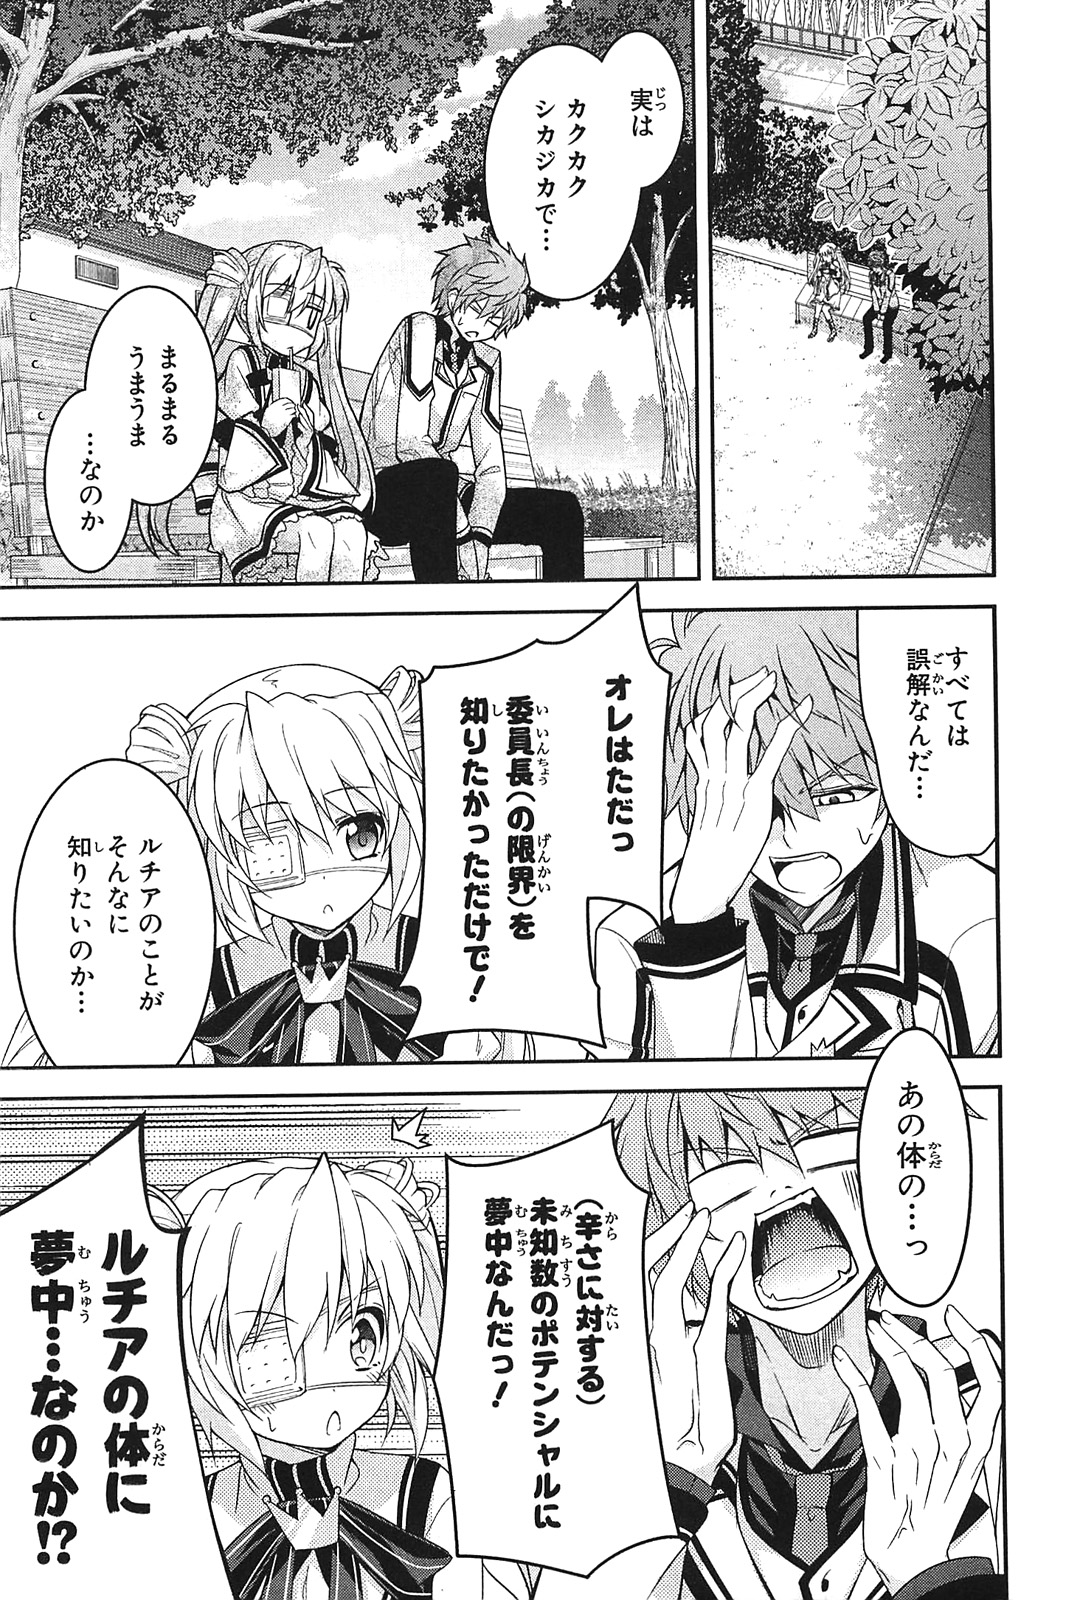 実は
カクカク
シカジカで…
まるまる
うまうま
…なのか
すべては
誤解なんだ…
オレはただっ
委員長（の限界）を
知りたかっただけで！
ルチアのことが
そんなに
知りたいのか…
あの体の…っ
（辛さに対する）
未知数のポテンシャルに
夢中なんだっ！
ルチアの体に
夢中…なのか!?